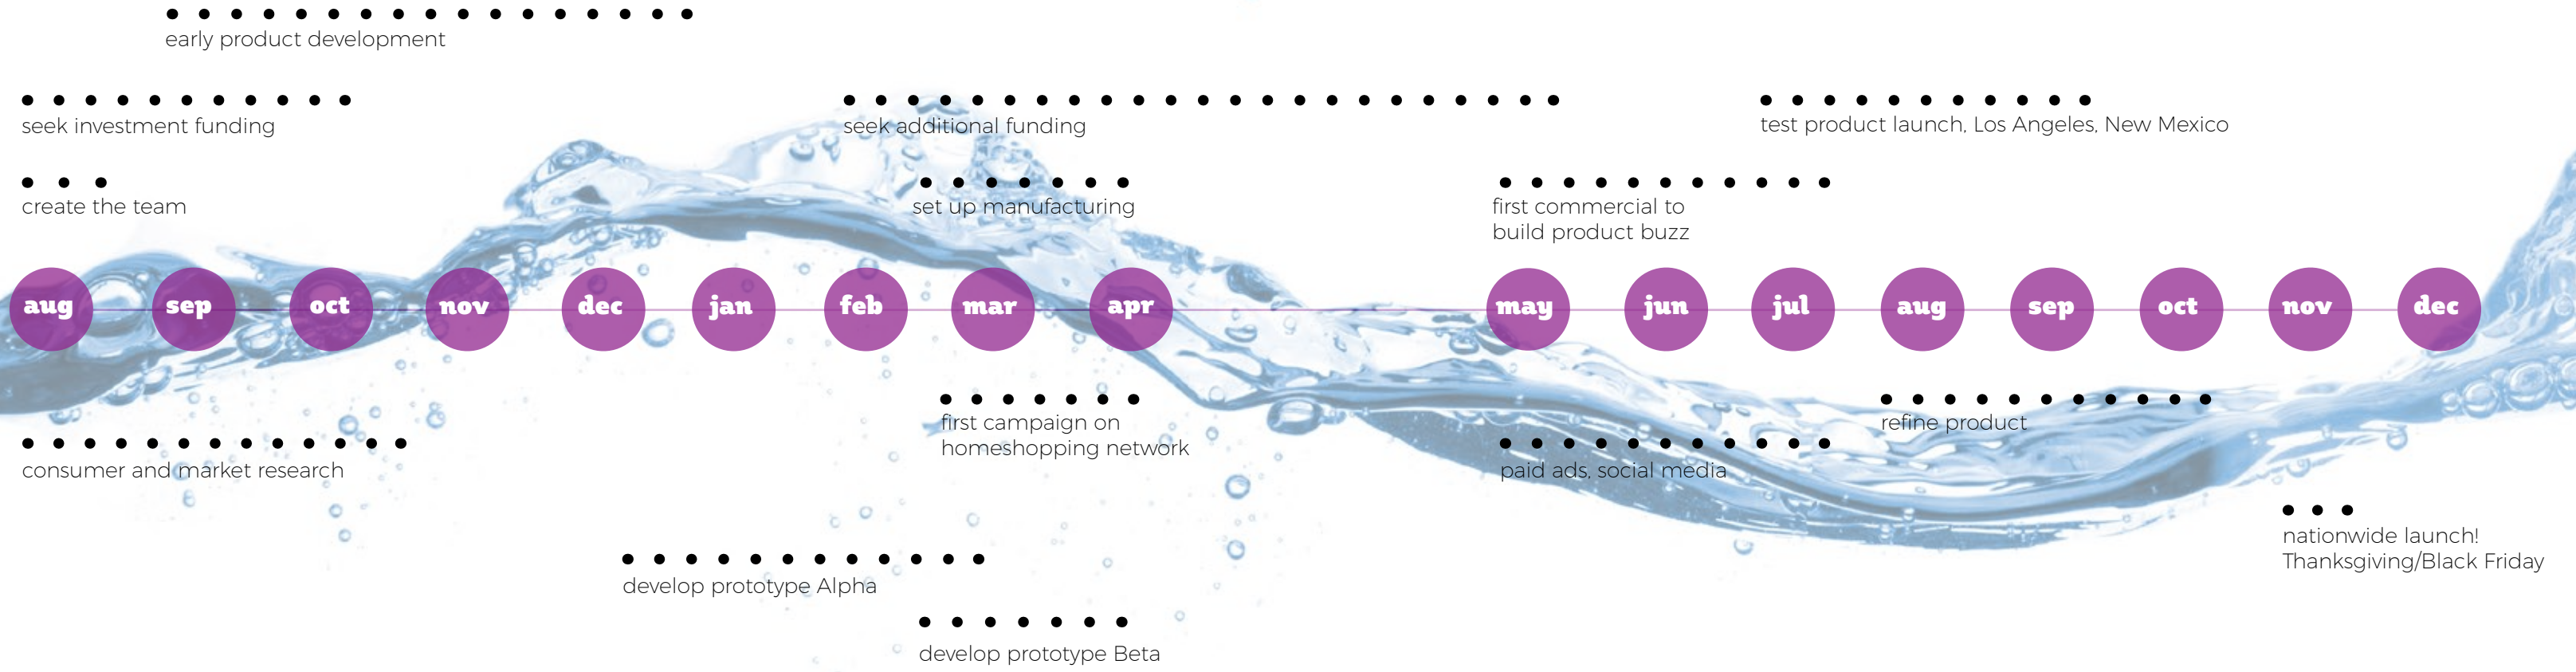 early product development
seek investment funding
seek additional funding
test product launch, Los Angeles, New Mexico
create the team
set up manufacturing
first commercial to
build product buzz
aug sep oct nov dec jan feb mar apr may jun jul aug sep oct nov dec
first campaign on
homeshopping network
refine product
consumer and market research
paid ads, social media
nationwide launch!
Thanksgiving/Black Friday
develop prototype Alpha
develop prototype Beta